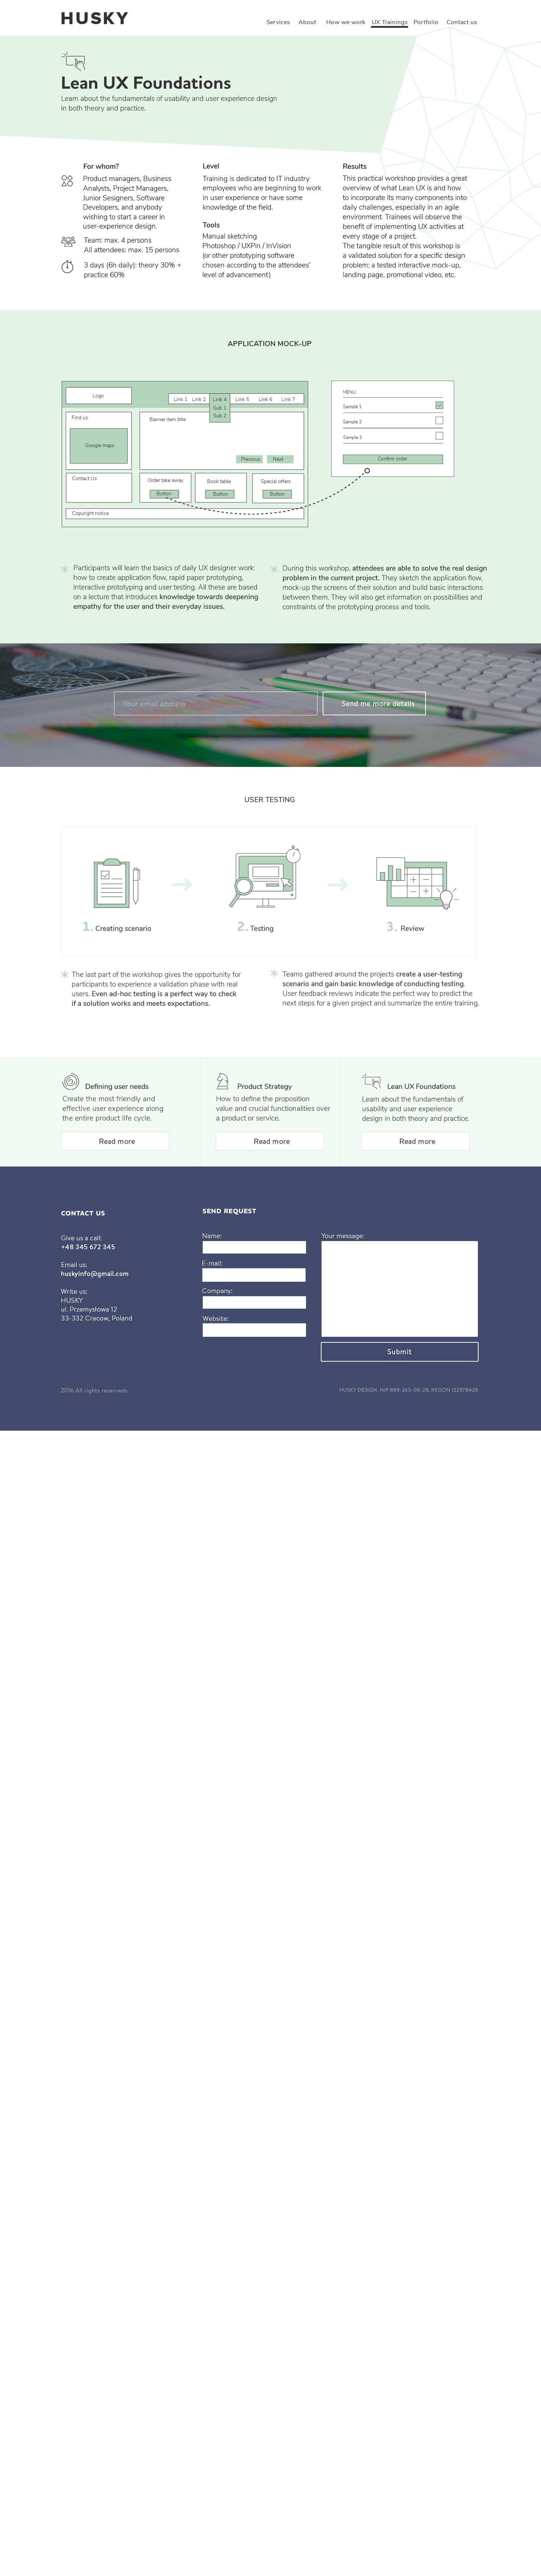 HUSKY
Services About How we work UX Trainings Portfolio Contact us
Lean UX Foundations
Learn about the fundamentals of usability and user experience design
in both theory and practice.
For whom?
Product managers, Business
Analysts, Project Managers,
Junior Sesigners, Software
Developers, and anybody
wishing to start a career in
user-experience design.
Team: max. 4 persons
All attendees: max. 15 persons
3 days (6h daily): theory 30% +
practice 60%
Level
Training is dedicated to IT industry
employees who are beginning to work
in user experience or have some
knowledge of the field.
Tools
Manual sketching
Photoshop / UXPin / InVision
(or other prototyping software
chosen according to the attendees'
level of advancement)
Results
This practical workshop provides a great
overview of what Lean UX is and how
to incorporate its many components into
daily challenges, especially in an agile
environment. Trainees will observe the
benefit of implementing UX activities at
every stage of a project.
The tangible result of this workshop is
a validated solution for a specific design
problem: a tested interactive mock-up,
landing page, promotional video, etc.
APPLICATION MOCK-UP
Logo
Link 1 Link 2 Link 4 Link 5 Link 6 Link 7
Sub 1
Sub 2
Find us
Google maps
Banner item title
Previous Next
Contact Us
Order take away
Button
Book table
Button
Special offers
Button
Copyright notice
MENU
Sample 1
Sample 2
Sample 3
Confirm order
Participants will learn the basics of daily UX designer work:
how to create application flow, rapid paper prototyping,
interactive prototyping and user testing. All these are based
on a lecture that introduces knowledge towards deepening
empathy for the user and their everyday issues.
During this workshop, attendees are able to solve the real design
problem in the current project. They sketch the application flow,
mock-up the screens of their solution and build basic interactions
between them. They will also get information on possibilities and
constraints of the prototyping process and tools.
Your email address
Send me more details
USER TESTING
1. Creating scenario
2. Testing
3. Review
The last part of the workshop gives the opportunity for
participants to experience a validation phase with real
users. Even ad-hoc testing is a perfect way to check
if a solution works and meets expectations.
Teams gathered around the projects create a user-testing
scenario and gain basic knowledge of conducting testing.
User feedback reviews indicate the perfect way to predict the
next steps for a given project and summarize the entire training.
Defining user needs
Create the most friendly and
effective user experience along
the entire product life cycle.
Read more
Product Strategy
How to define the proposition
value and crucial functionalities over
a product or service.
Read more
Lean UX Foundations
Learn about the fundamentals of
usability and user experience
design in both theory and practice.
Read more
CONTACT US
Give us a call:
+48 345 672 345
Email us:
huskyinfo@gmail.com
Write us:
HUSKY
ul. Przemysłowa 12
33-332 Cracow, Poland
SEND REQUEST
Name:
E-mail:
Company:
Website:
Your message:
Submit
2016 All rights reserveds
HUSKY DESIGN, NIP 888-265-08-28, REGON 122578428